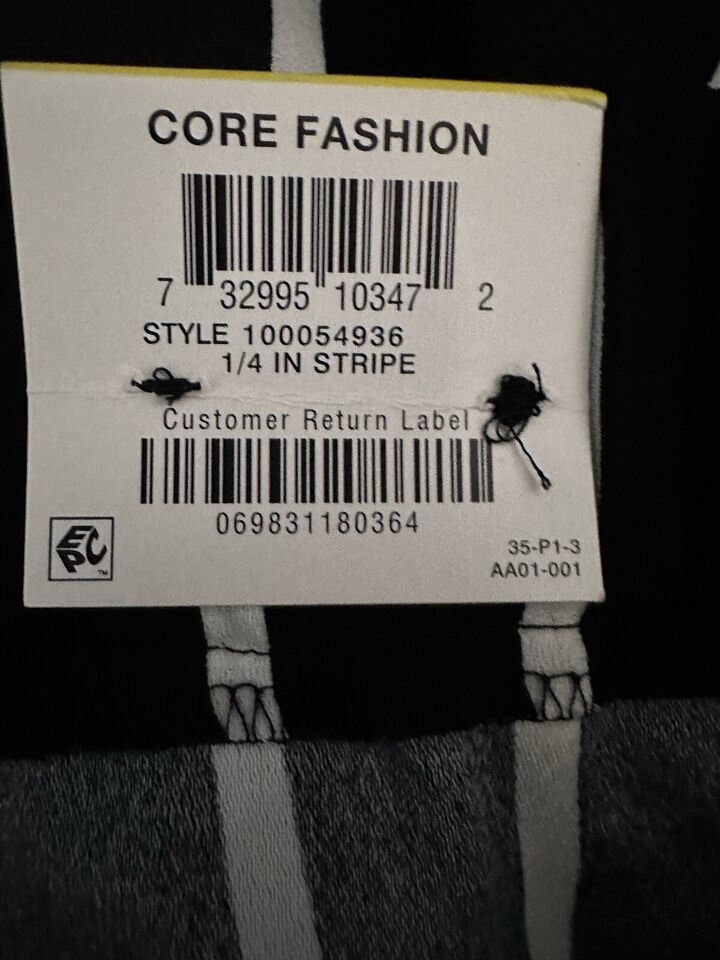 CORE FASHION
7 32995 10347 2
STYLE 100054936
1/4 IN STRIPE
Customer Return Label
069831180364
EPC
TM
35-P1-3
AA01-001